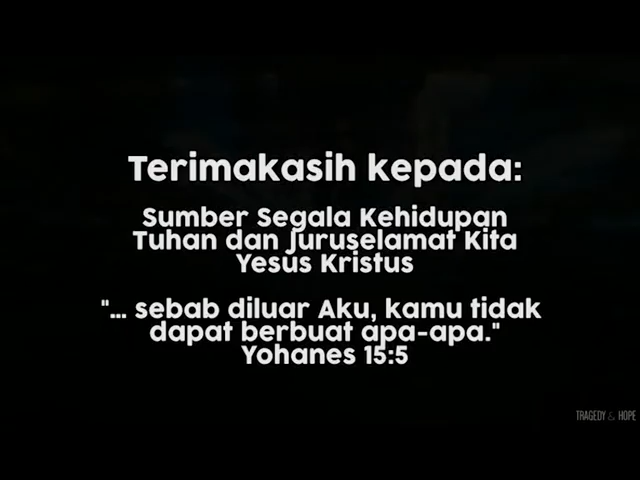 Terimakasih kepada:
Sumber Segala Kehidupan
Tuhan dan Juruselamat Kita
Yesus Kristus
"... sebab diluar Aku, kamu tidak
dapat berbuat apa-apa."
Yohanes 15:5
TRAGEDY & HOPE